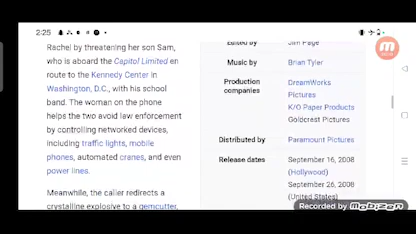 2:25
Rachel by threatening her son Sam,
who is aboard the Capitol Limited en
route to the Kennedy Center in
Washington, D.C., with his school
band. The woman on the phone
helps the two avoid law enforcement
by controlling networked devices,
including traffic lights, mobile
phones, automated cranes, and even
power lines.
Meanwhile, the caller redirects a
crystalline explosive to a gemcutter,
Edited by Jim Page
Music by Brian Tyler
Production DreamWorks
companies Pictures
K/O Paper Products
Goldcrest Pictures
Distributed by Paramount Pictures
Release dates September 16, 2008
(Hollywood)
September 26, 2008
(United States)
Recorded by Mobizen